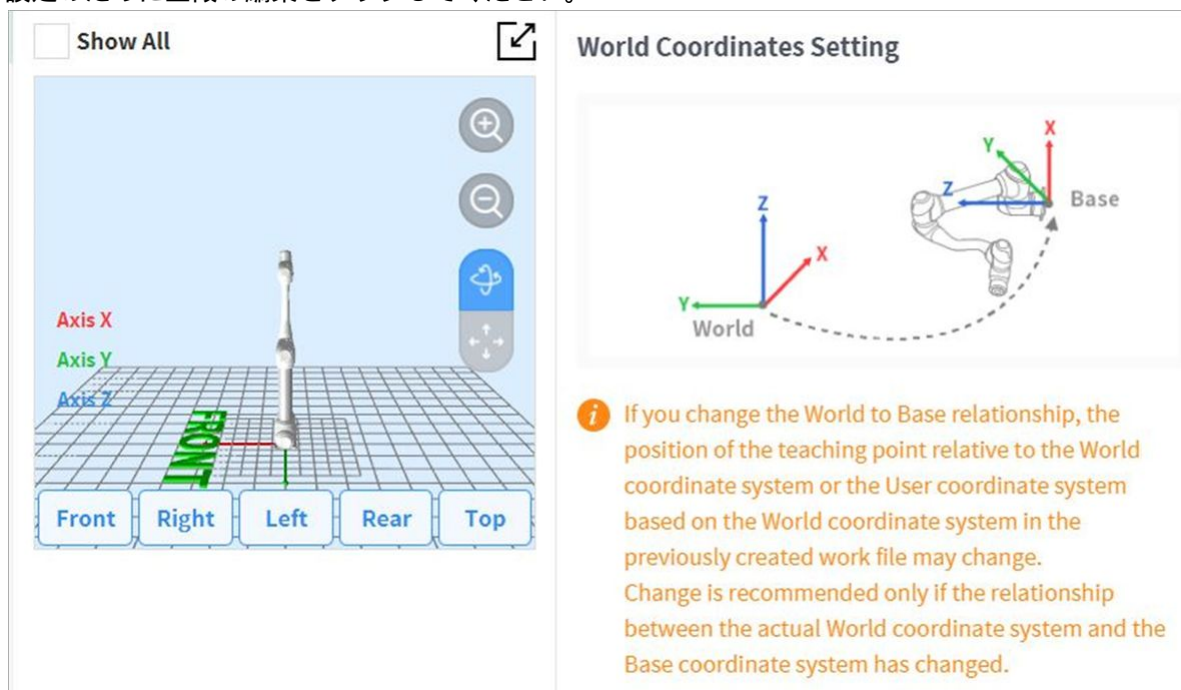 Show All
Axis X
Axis Y
Axis Z
FRONT
Front
Right
Left
Rear
Top
World Coordinates Setting
X
Y
Z
Base
Z
X
Y
World
If you change the World to Base relationship, the
position of the teaching point relative to the World
coordinate system or the User coordinate system
based on the World coordinate system in the
previously created work file may change.
Change is recommended only if the relationship
between the actual World coordinate system and the
Base coordinate system has changed.